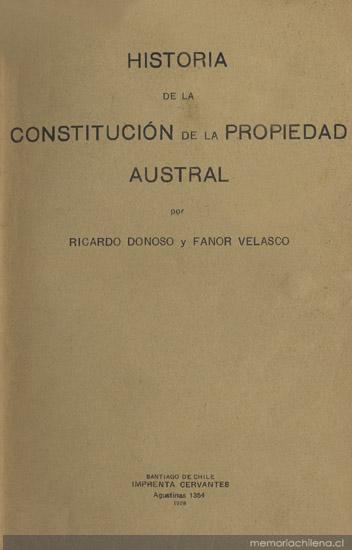 HISTORIA
DE LA
CONSTITUCIÓN DE LA PROPIEDAD
AUSTRAL
por
RICARDO DONOSO y FANOR VELASCO
SANTIAGO DE CHILE
IMPRENTA CERVANTES
Agustinas 1354
1928
memoriachilena.cl